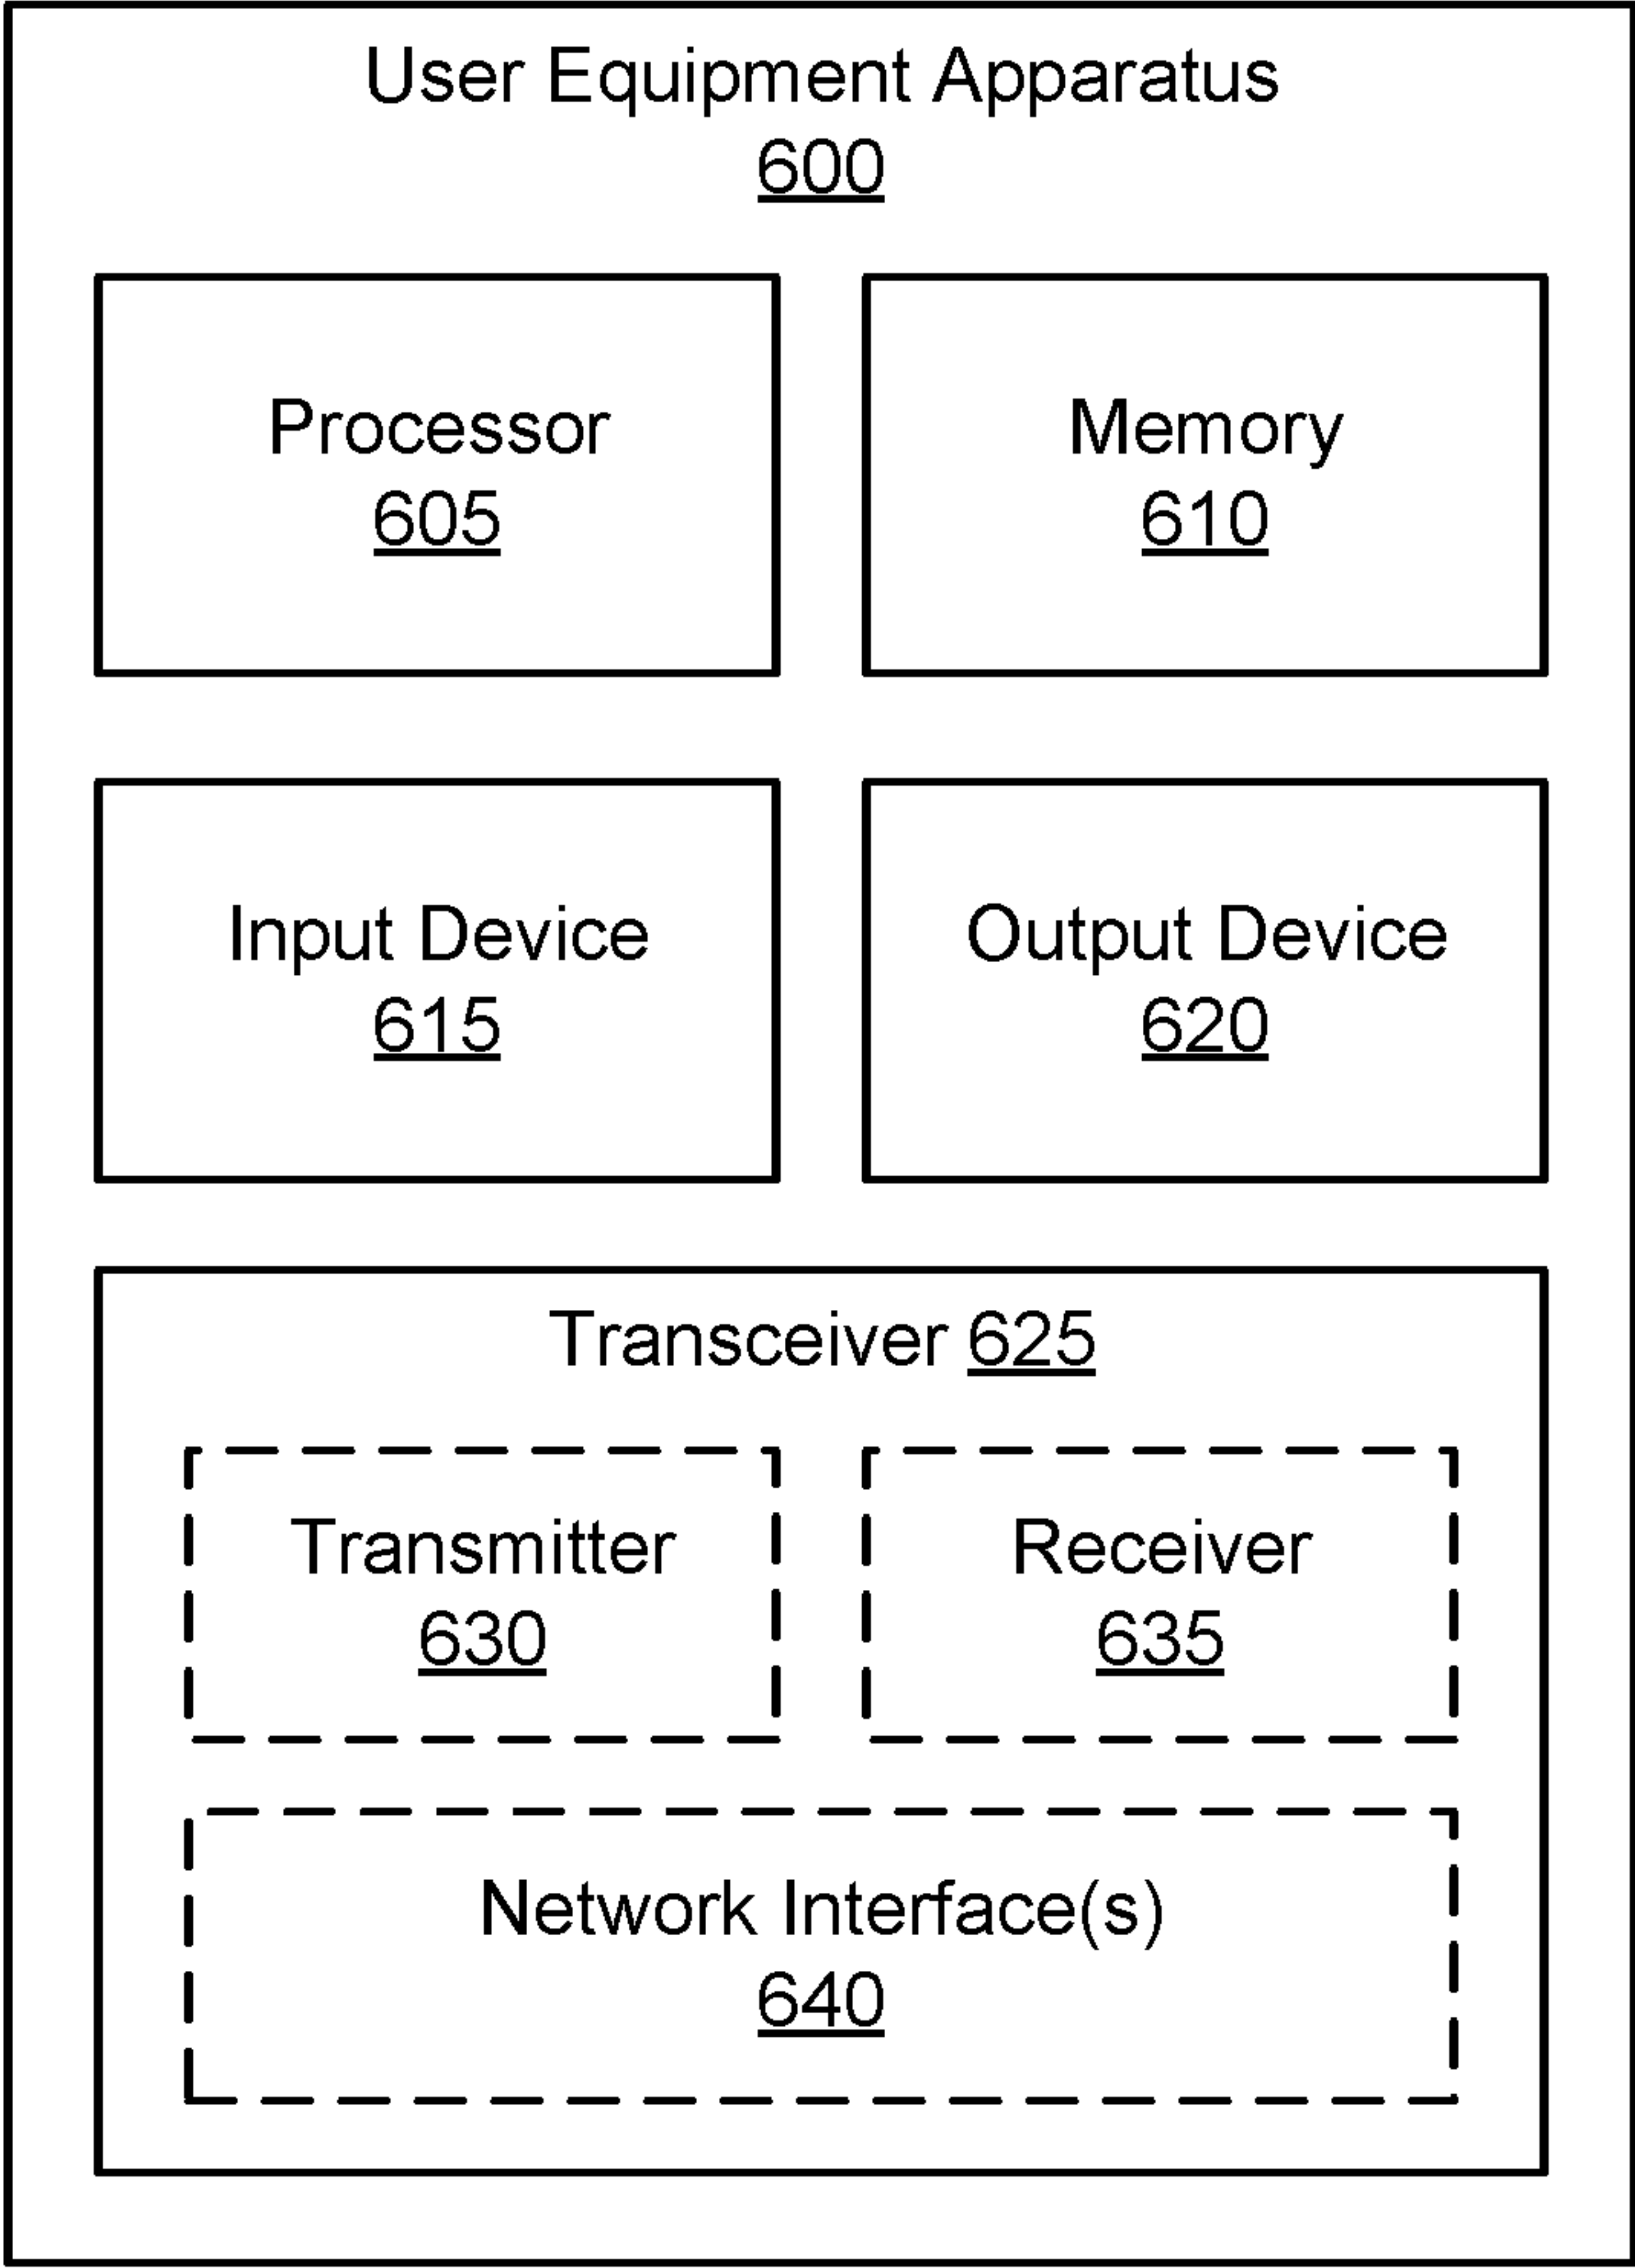 User Equipment Apparatus
600
Processor
605
Memory
610
Input Device
615
Output Device
620
Transceiver 625
Transmitter
630
Receiver
635
Network Interface(s)
640